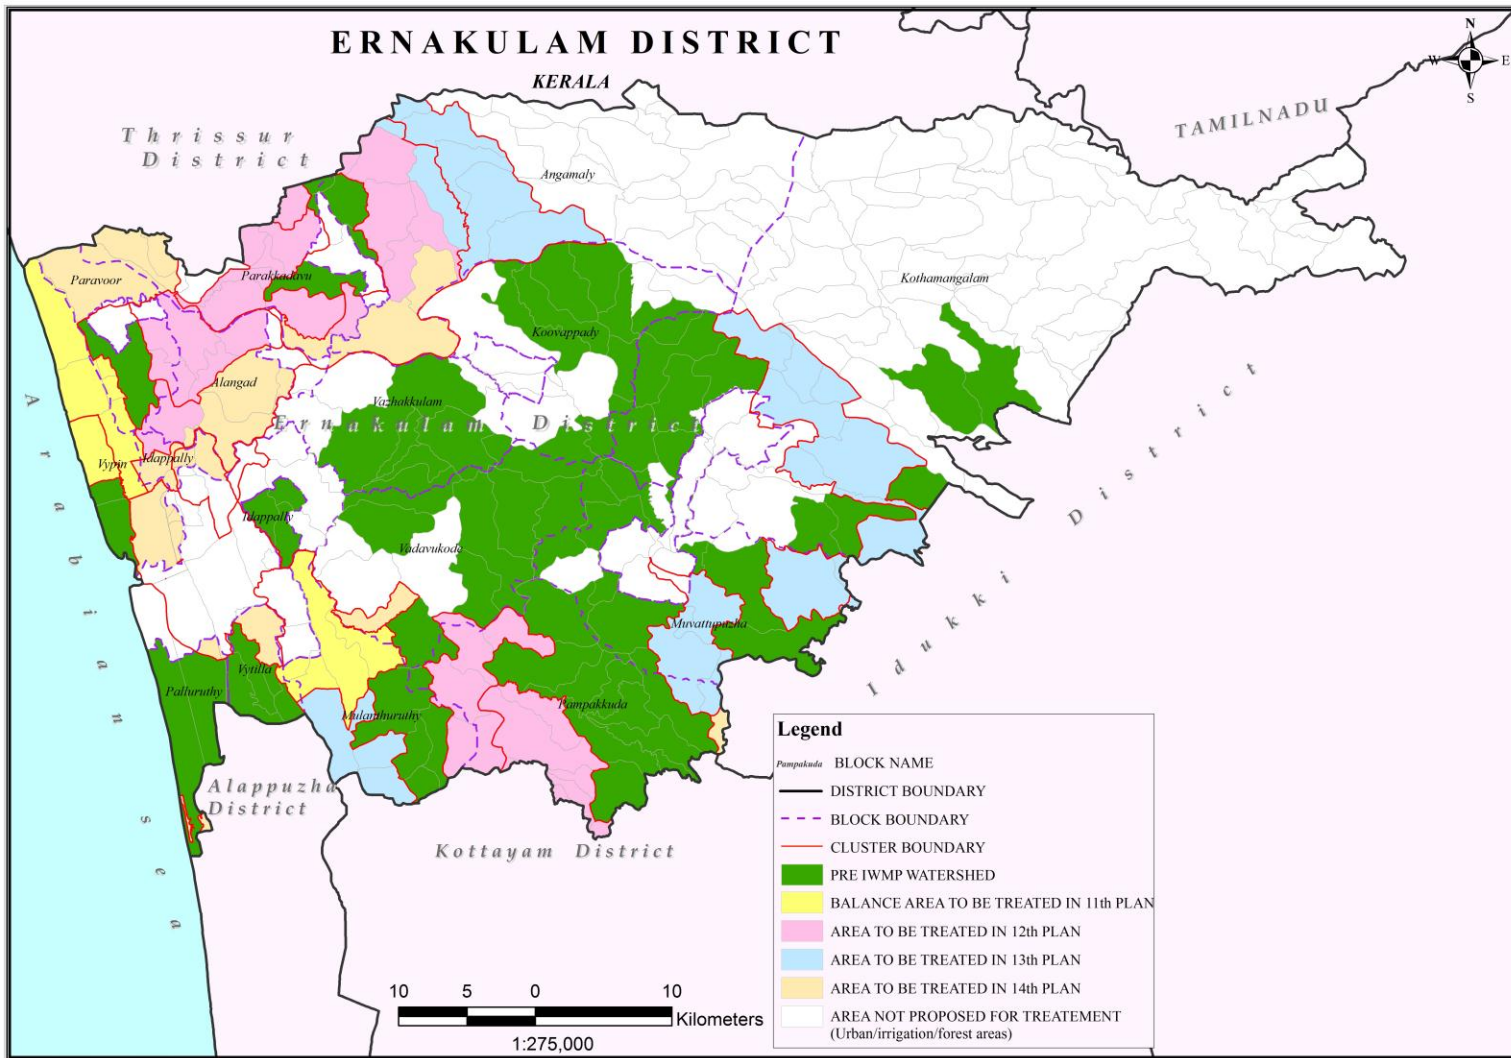 ERNAKULAM DISTRICT
KERALA
N
W
E
S
TAMILNADU
Thrissur
District
Angamaly
Paravoor
Parakkadavu
Kothamangalam
Koovappady
Alangad
Vazhakkulam
Ernakulam District
Vypin
Idappally
Idappally
Vadavukode
Arabian sea
Idukki District
Muvattupuzha
Vytilla
Palluruthy
Mulanthuruthy
Pampakkuda
Alappuzha
District
Kottayam District
Legend
Pampakuda BLOCK NAME
DISTRICT BOUNDARY
BLOCK BOUNDARY
CLUSTER BOUNDARY
PRE IWMP WATERSHED
BALANCE AREA TO BE TREATED IN 11th PLAN
AREA TO BE TREATED IN 12th PLAN
AREA TO BE TREATED IN 13th PLAN
AREA TO BE TREATED IN 14th PLAN
AREA NOT PROPOSED FOR TREATEMENT
(Urban/irrigation/forest areas)
10 5 0 10
Kilometers
1:275,000